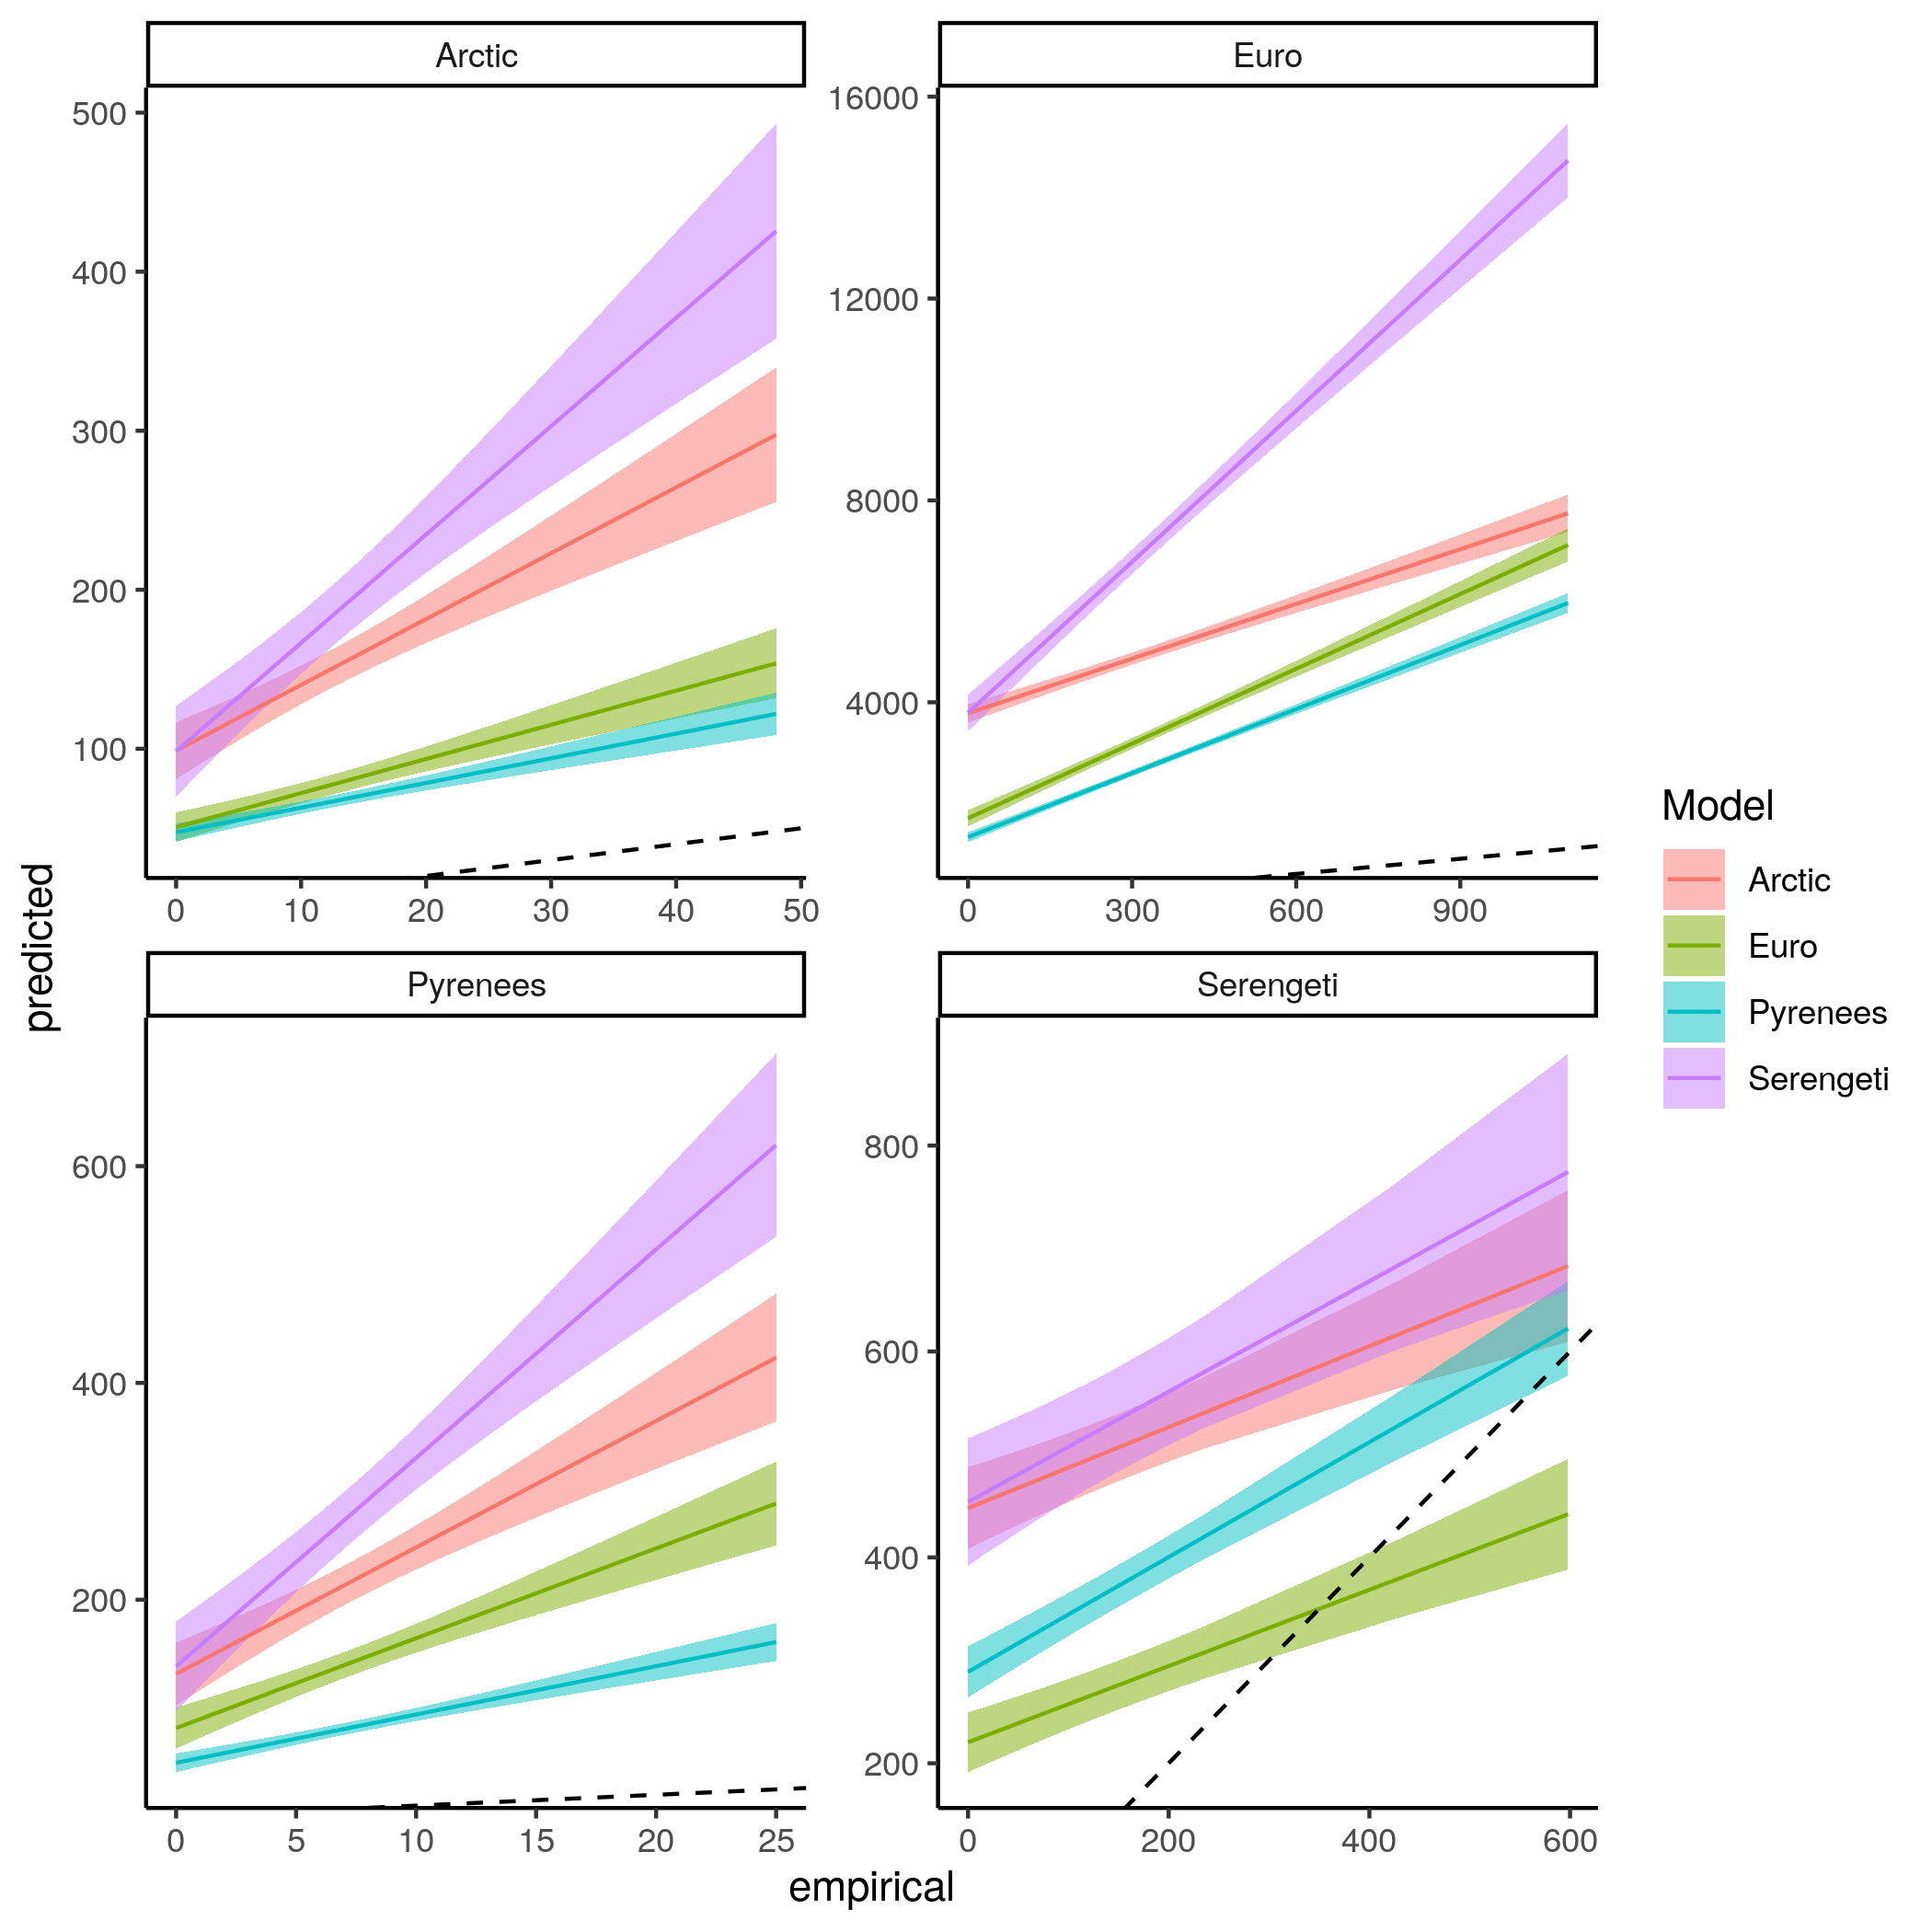 Arctic
500
400
300
200
100
0 10 20 30 40 50
Euro
16000
12000
8000
4000
0 300 600 900
Pyrenees
600
400
200
0 5 10 15 20 25
Serengeti
800
600
400
200
0 200 400 600
predicted
empirical
Model
Arctic
Euro
Pyrenees
Serengeti